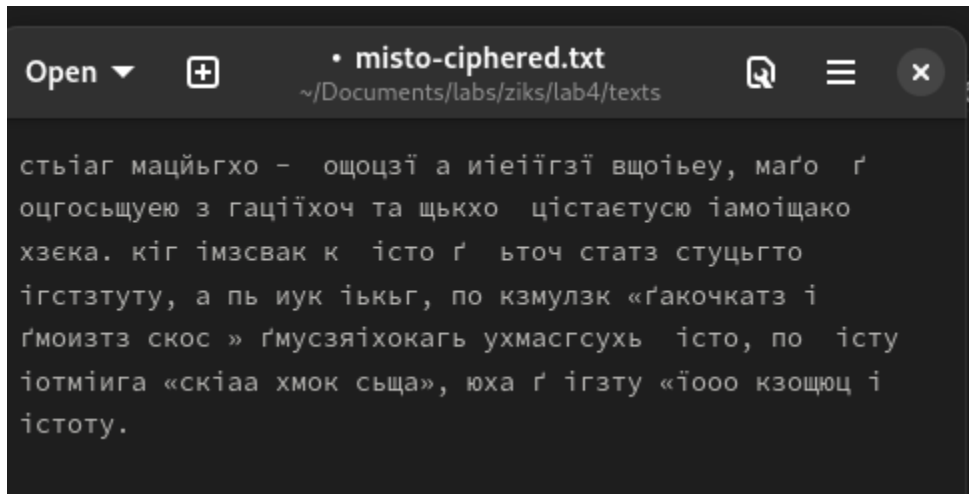 Open
• misto-ciphered.txt
~/Documents/labs/ziks/lab4/texts
стьіаг мацйьгхо –  ощоцзї а иіеіїгзї вщоіьеу, маґо  ґ
оцгосьщуею з гаціїхоч та щькхо  цістаєтусю іамоіщако
хзєка. кіг імзсвак к  істо ґ  ьточ статз стуцьгто
ігстзтуту, а пь иук ікькьг, по кзмулзк «ґакочкатз і
ґмоизтз скос » ґмусзяіхокагь ухмасгсухь  істо, по  істу
іотміига «скіаа хмок сьща», юха ґ ігзту «їооо кзощюц і
істоту.